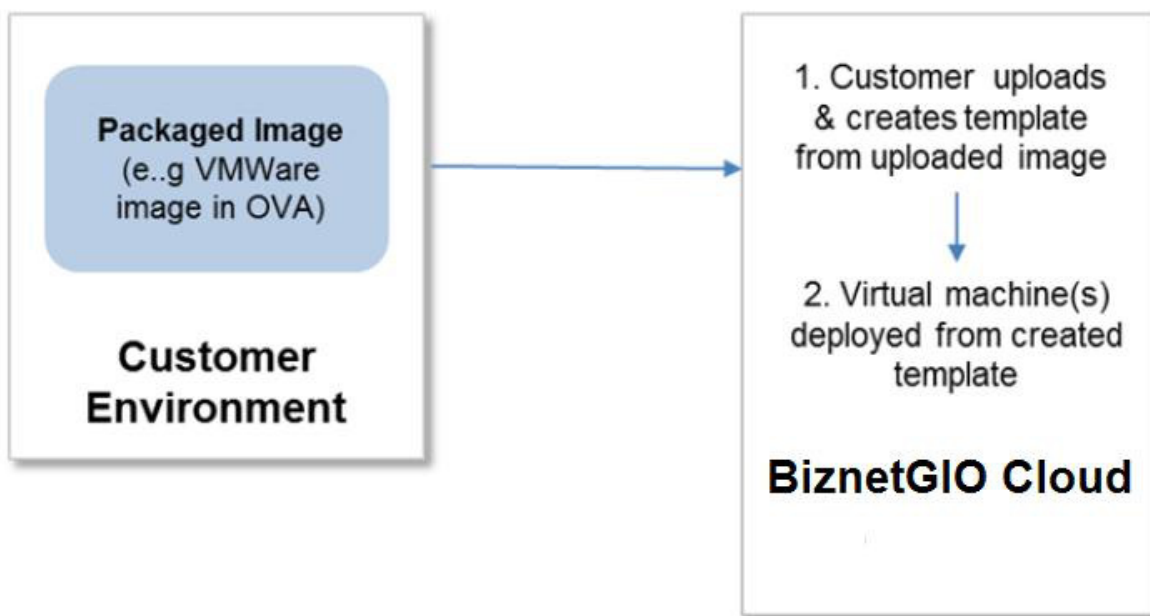 Packaged Image
(e..g VMWare
image in OVA)
Customer
Environment
1. Customer uploads
& creates template
from uploaded image
2. Virtual machine(s)
deployed from created
template
BiznetGIO Cloud